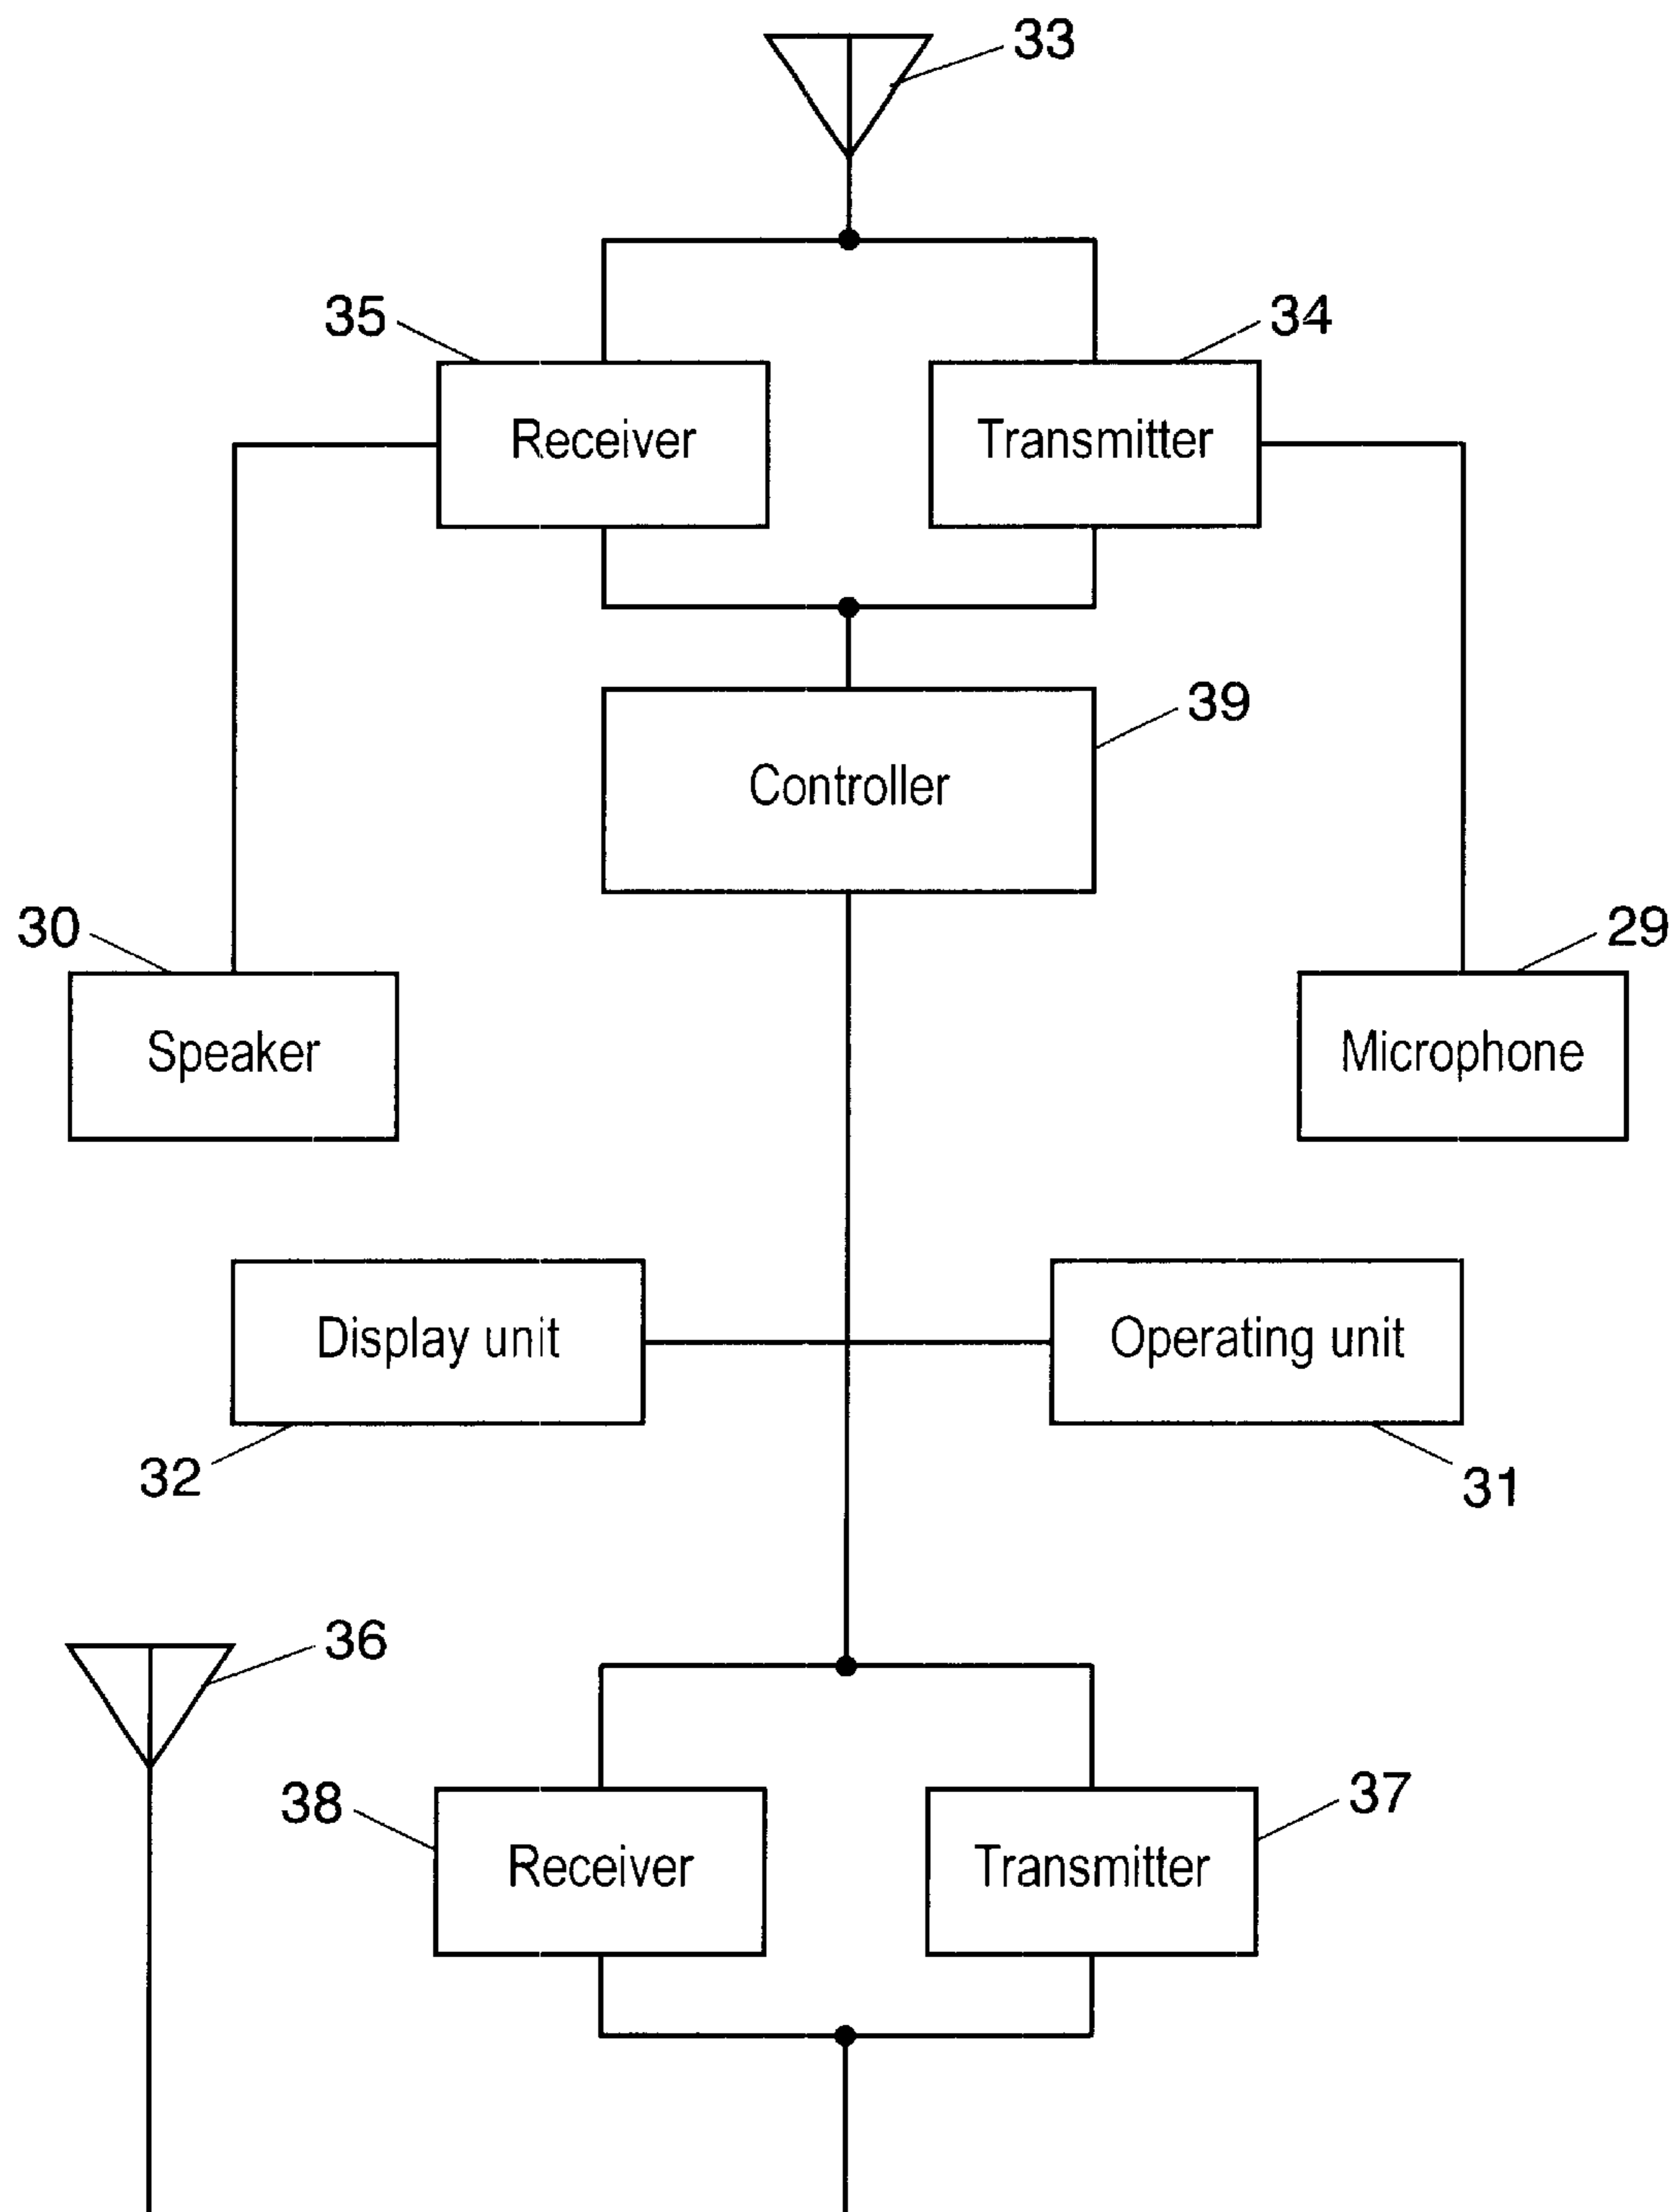 33
35
34
Receiver
Transmitter
39
Controller
30
29
Speaker
Microphone
Display unit
Operating unit
32
31
36
38
37
Receiver
Transmitter